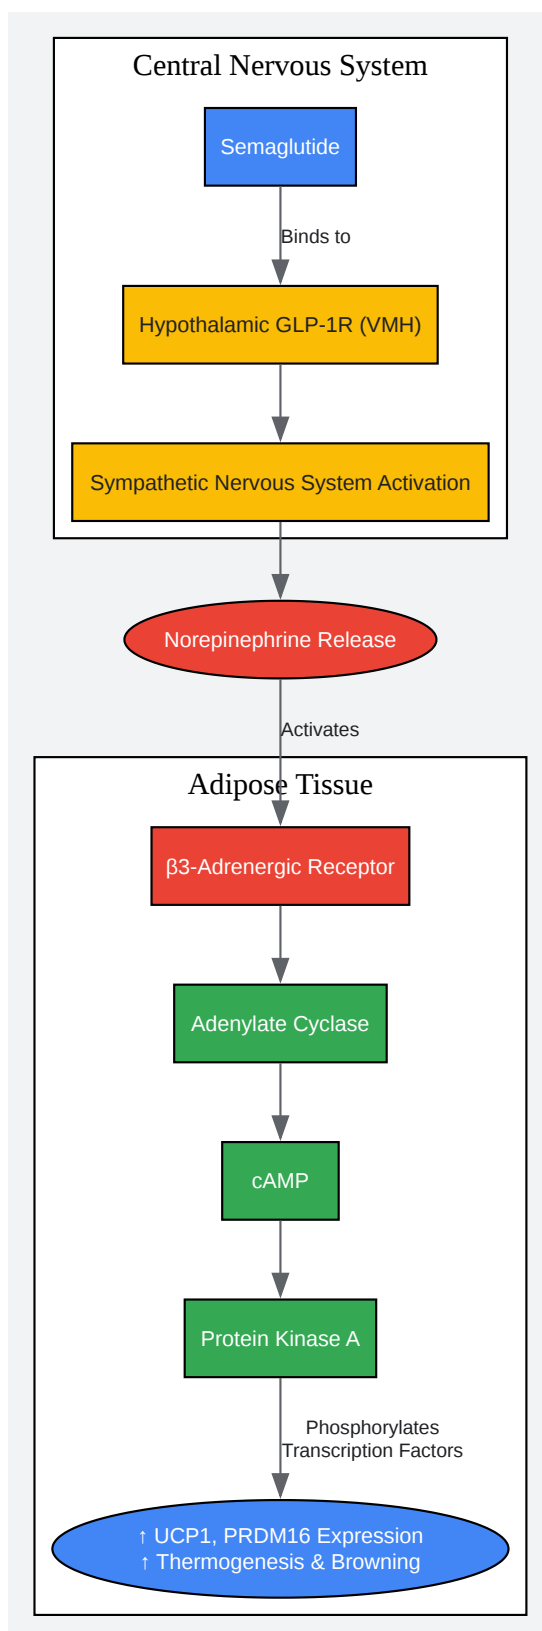 Central Nervous System
Semaglutide
Binds to
Hypothalamic GLP-1R (VMH)
Sympathetic Nervous System Activation
Norepinephrine Release
Activates
Adipose Tissue
β3-Adrenergic Receptor
Adenylate Cyclase
cAMP
Protein Kinase A
Phosphorylates
Transcription Factors
↑ UCP1, PRDM16 Expression
↑ Thermogenesis & Browning